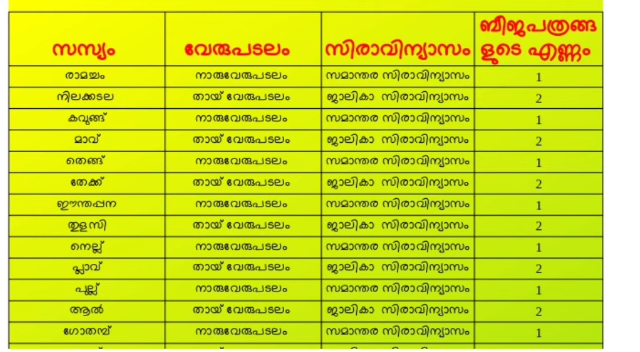 സസ്യം വേരുപടലം സിരാവിന്യാസം ബീജപത്രങ്ങളുടെ എണ്ണം
രാമച്ചം നാരുവേരുപടലം സമാന്തര സിരാവിന്യാസം 1
നിലക്കടല തായ് വേരുപടലം ജാലികാ സിരാവിന്യാസം 2
കവുങ്ങ് നാരുവേരുപടലം സമാന്തര സിരാവിന്യാസം 1
മാവ് തായ് വേരുപടലം ജാലികാ സിരാവിന്യാസം 2
തെങ്ങ് നാരുവേരുപടലം സമാന്തര സിരാവിന്യാസം 1
തേക്ക് തായ് വേരുപടലം ജാലികാ സിരാവിന്യാസം 2
ഈന്തപ്പന നാരുവേരുപടലം സമാന്തര സിരാവിന്യാസം 1
തുളസി തായ് വേരുപടലം ജാലികാ സിരാവിന്യാസം 2
നെല്ല് നാരുവേരുപടലം സമാന്തര സിരാവിന്യാസം 1
പ്ലാവ് തായ് വേരുപടലം ജാലികാ സിരാവിന്യാസം 2
പുല്ല് നാരുവേരുപടലം സമാന്തര സിരാവിന്യാസം 1
ആൽ തായ് വേരുപടലം ജാലികാ സിരാവിന്യാസം 2
ഗോതമ്പ് നാരുവേരുപടലം സമാന്തര സിരാവിന്യാസം 1